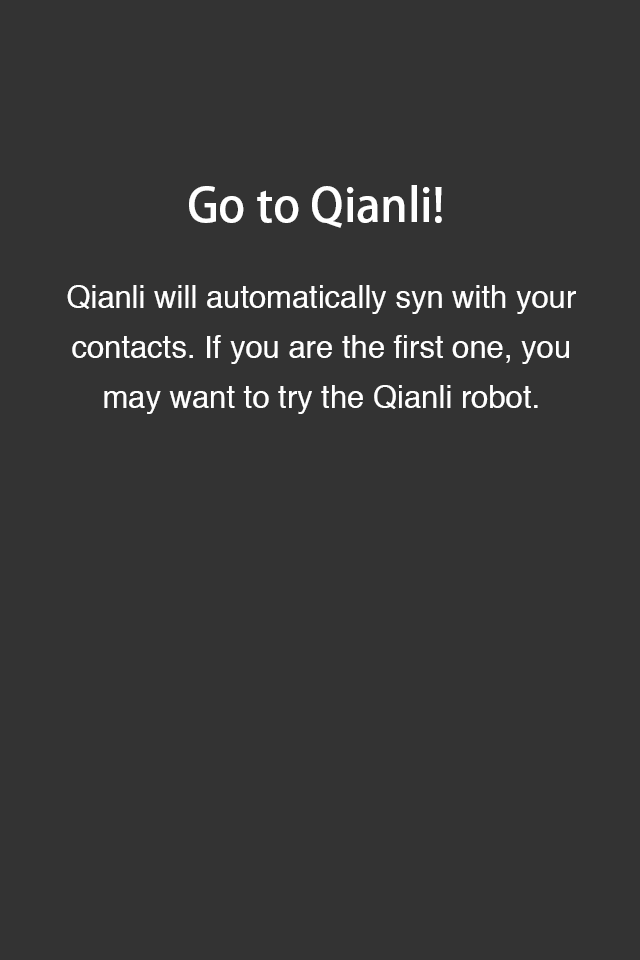 Go to Qianli!
Qianli will automatically syn with your
contacts. If you are the first one, you
may want to try the Qianli robot.